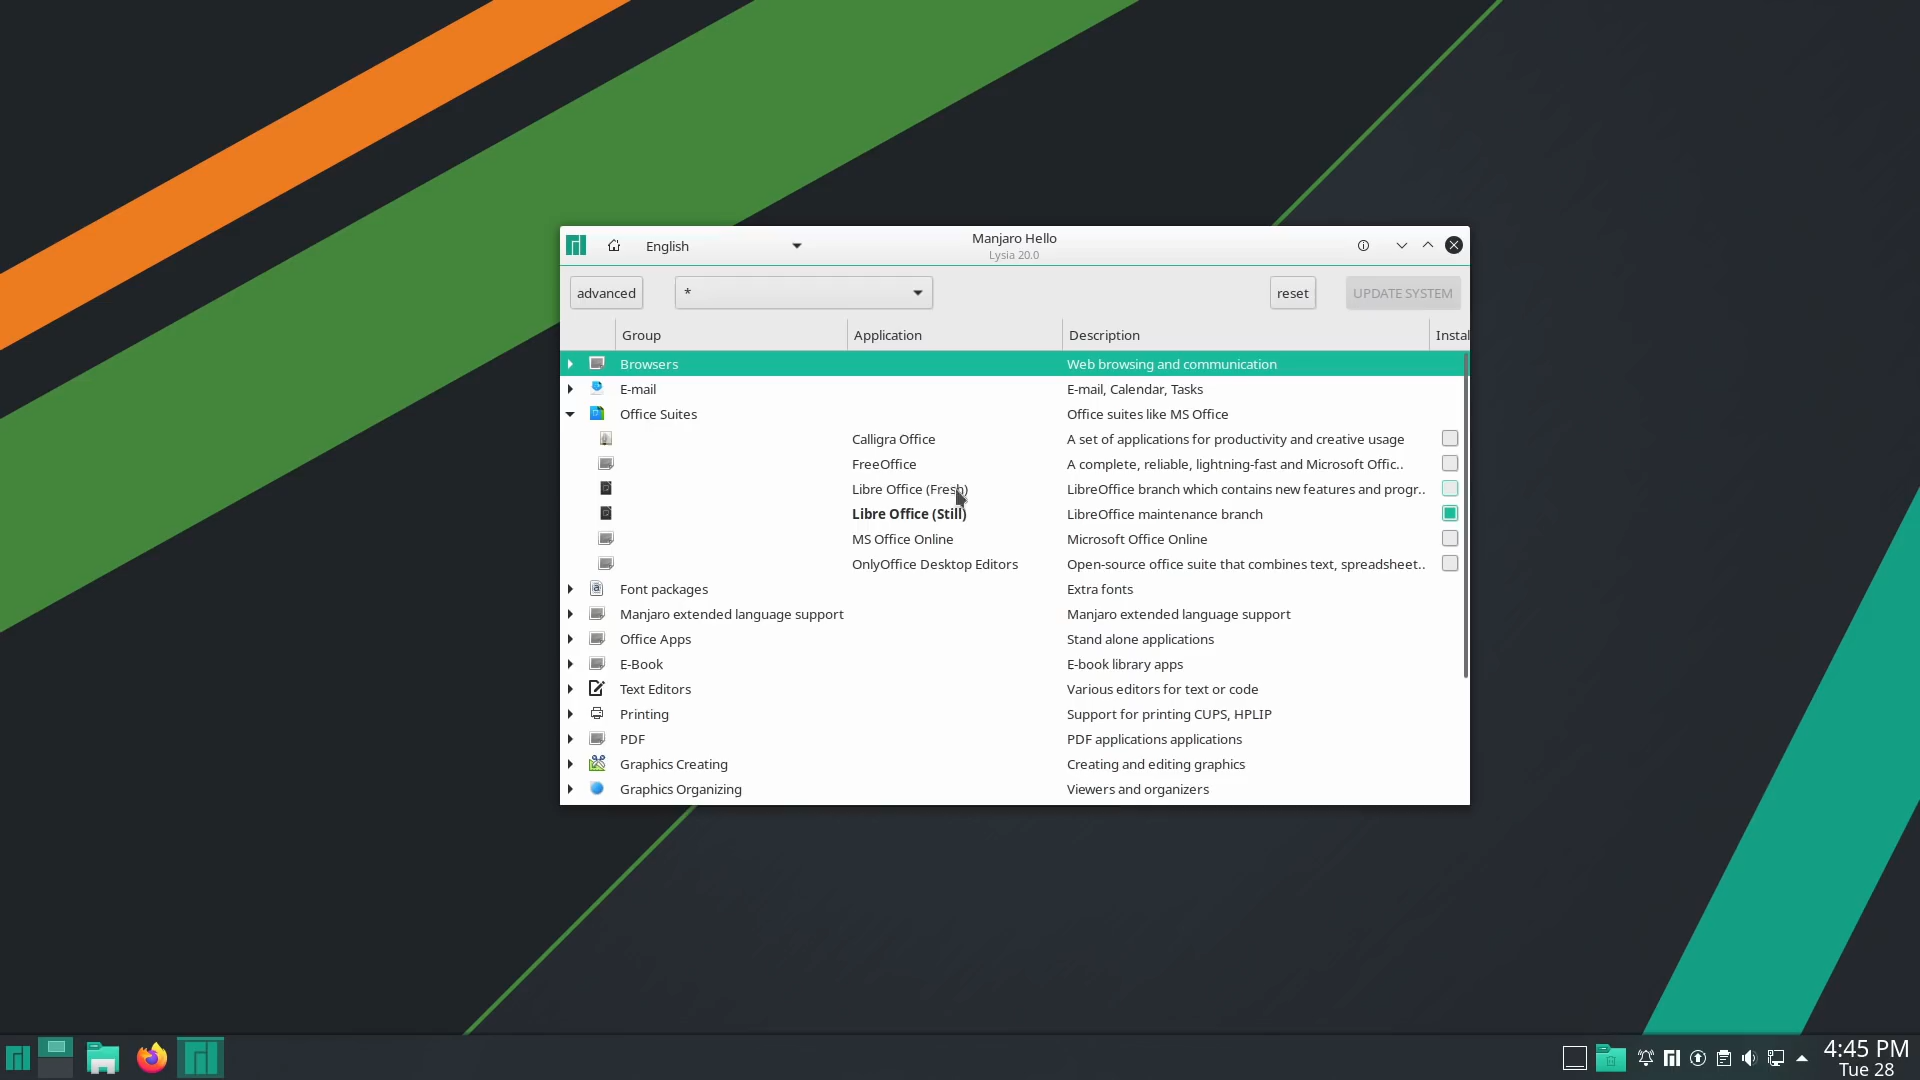 English
Manjaro Hello
Lysia 20.0
advanced
*
reset
UPDATE SYSTEM
Group Application Description Instal
Browsers Web browsing and communication
E-mail E-mail, Calendar, Tasks
Office Suites Office suites like MS Office
Calligra Office A set of applications for productivity and creative usage
FreeOffice A complete, reliable, lightning-fast and Microsoft Offic..
Libre Office (Fresh) LibreOffice branch which contains new features and progr..
Libre Office (Still) LibreOffice maintenance branch
MS Office Online Microsoft Office Online
OnlyOffice Desktop Editors Open-source office suite that combines text, spreadsheet..
Font packages Extra fonts
Manjaro extended language support Manjaro extended language support
Office Apps Stand alone applications
E-Book E-book library apps
Text Editors Various editors for text or code
Printing Support for printing CUPS, HPLIP
PDF PDF applications applications
Graphics Creating Creating and editing graphics
Graphics Organizing Viewers and organizers
4:45 PM
Tue 28